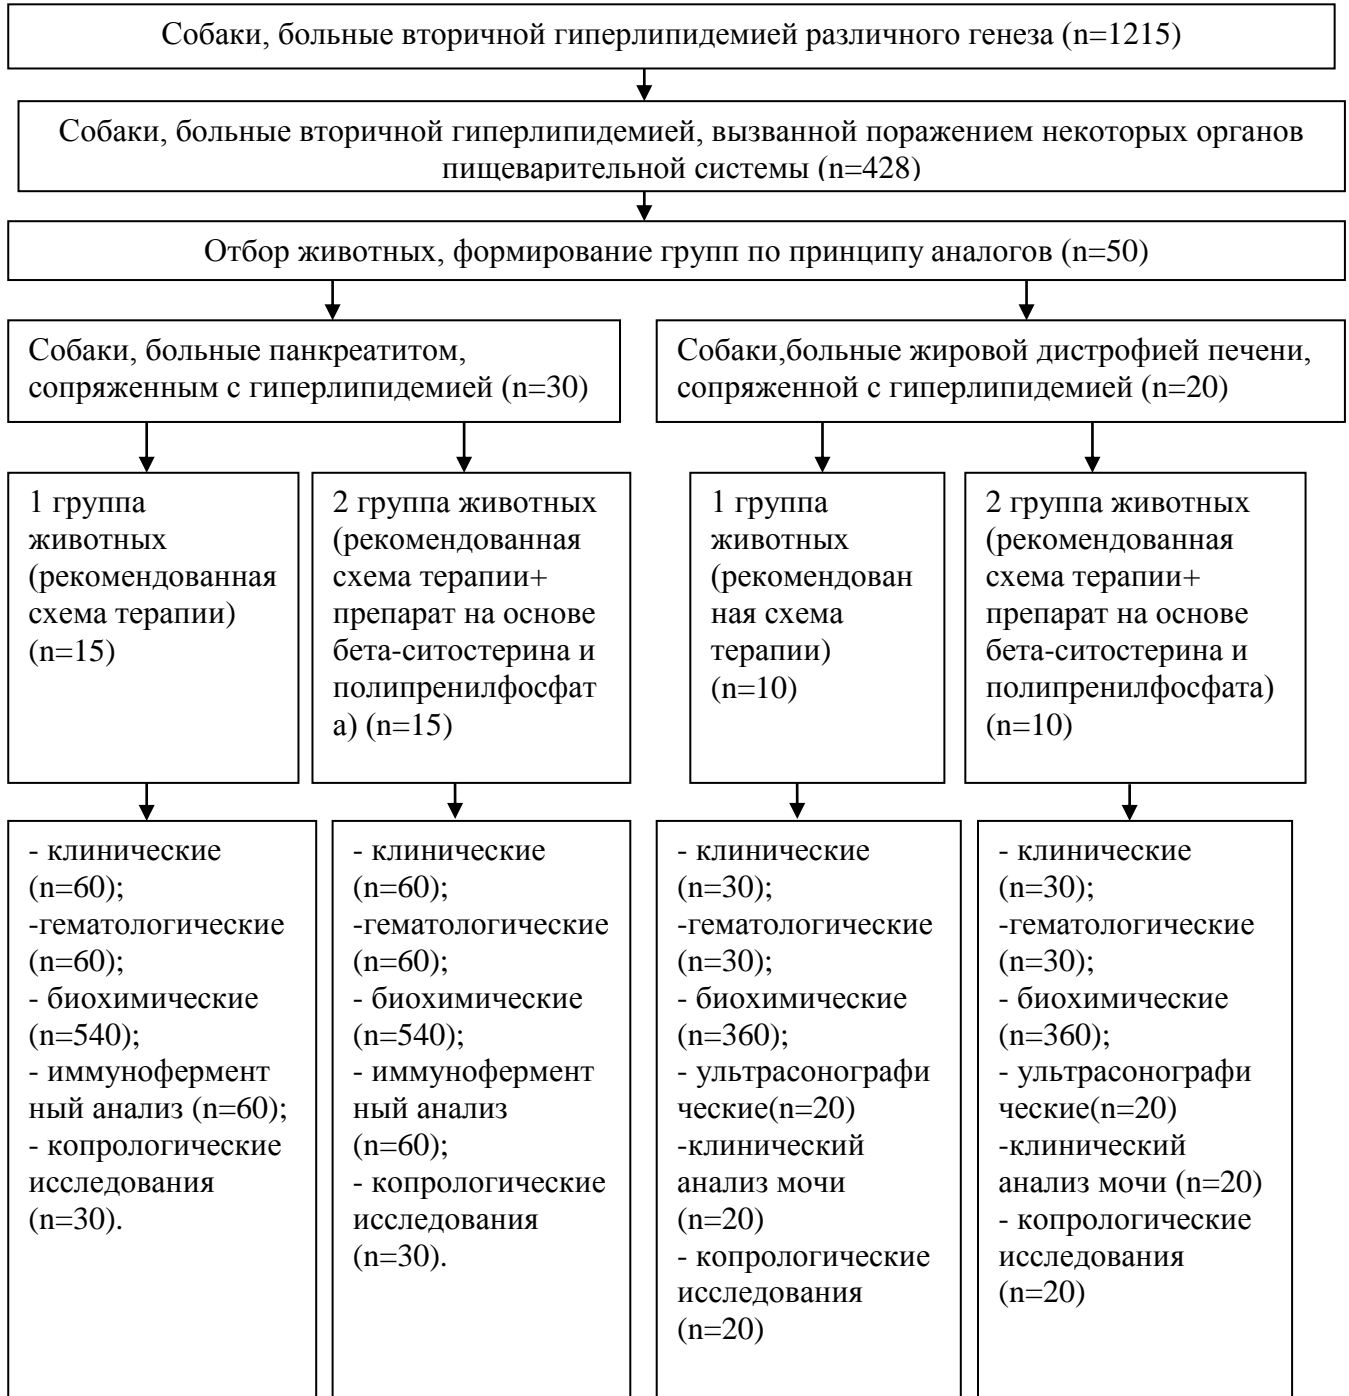 Собаки, больные вторичной гиперлипидемией различного генеза (n=1215)
Собаки, больные вторичной гиперлипидемией, вызванной поражением некоторых органов
пищеварительной системы (n=428)
Отбор животных, формирование групп по принципу аналогов (n=50)
Собаки, больные панкреатитом,
сопряженным с гиперлипидемией (n=30)
Собаки,больные жировой дистрофией печени,
сопряженной с гиперлипидемией (n=20)
1 группа
животных
(рекомендованная
схема терапии)
(n=15)
2 группа животных
(рекомендованная
схема терапии+
препарат на основе
бета-ситостерина и
полипренилфосфат
а) (n=15)
1 группа
животных
(рекомендован
ная схема
терапии)
(n=10)
2 группа животных
(рекомендованная
схема терапии+
препарат на основе
бета-ситостерина и
полипренилфосфата)
(n=10)
- клинические
(n=60);
-гематологические
(n=60);
- биохимические
(n=540);
- иммунофермент
ный анализ (n=60);
- копрологические
исследования
(n=30).
- клинические
(n=60);
-гематологические
(n=60);
- биохимические
(n=540);
- иммунофермент
ный анализ
(n=60);
- копрологические
исследования
(n=30).
- клинические
(n=30);
-гематологические
(n=30);
- биохимические
(n=360);
- ультрасонографи
ческие(n=20)
-клинический
анализ мочи
(n=20)
- копрологические
исследования
(n=20)
- клинические
(n=30);
-гематологические
(n=30);
- биохимические
(n=360);
- ультрасонографи
ческие(n=20)
-клинический
анализ мочи (n=20)
- копрологические
исследования
(n=20)